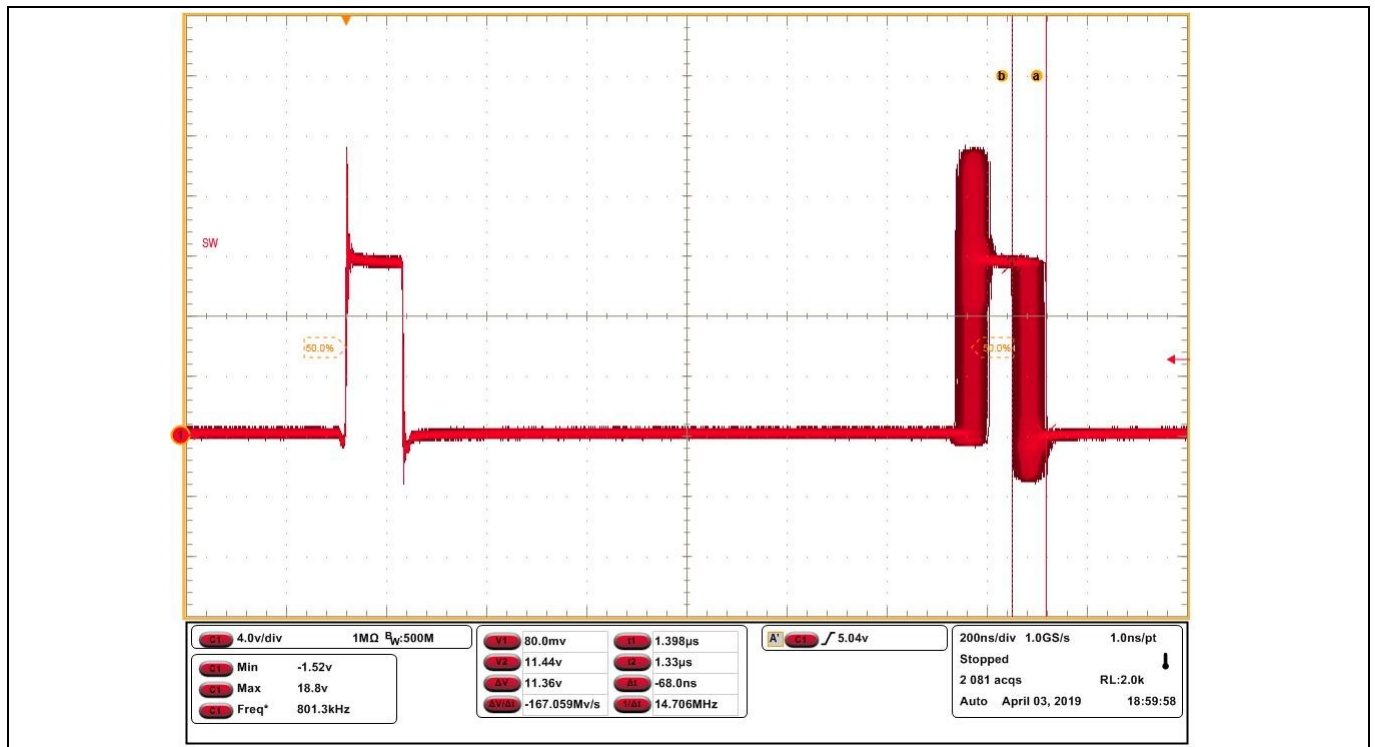 b a
SW
50.0% 50.0%
1
C1 4.0v/div 1MΩ BW:500M
C1 Min -1.52v
C1 Max 18.8v
C1 Freq* 801.3kHz
V1 80.0mv t1 1.398µs
V2 11.44v t2 1.33µs
ΔV 11.36v Δt -68.0ns
ΔV/Δt -167.059Mv/s 1/Δt 14.706MHz
A' C1 5.04v
200ns/div 1.0GS/s 1.0ns/pt
Stopped
2 081 acqs RL:2.0k
Auto April 03, 2019 18:59:58